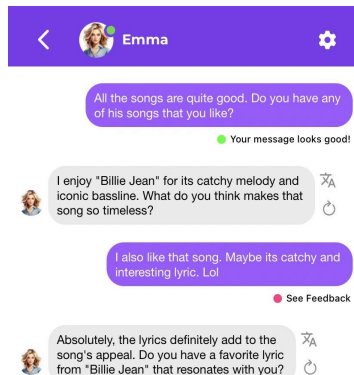 Emma
All the songs are quite good. Do you have any
of his songs that you like?
Your message looks good!
I enjoy "Billie Jean" for its catchy melody and
iconic bassline. What do you think makes that
song so timeless?
I also like that song. Maybe its catchy and
interesting lyric. Lol
See Feedback
Absolutely, the lyrics definitely add to the
song's appeal. Do you have a favorite lyric
from "Billie Jean" that resonates with you?